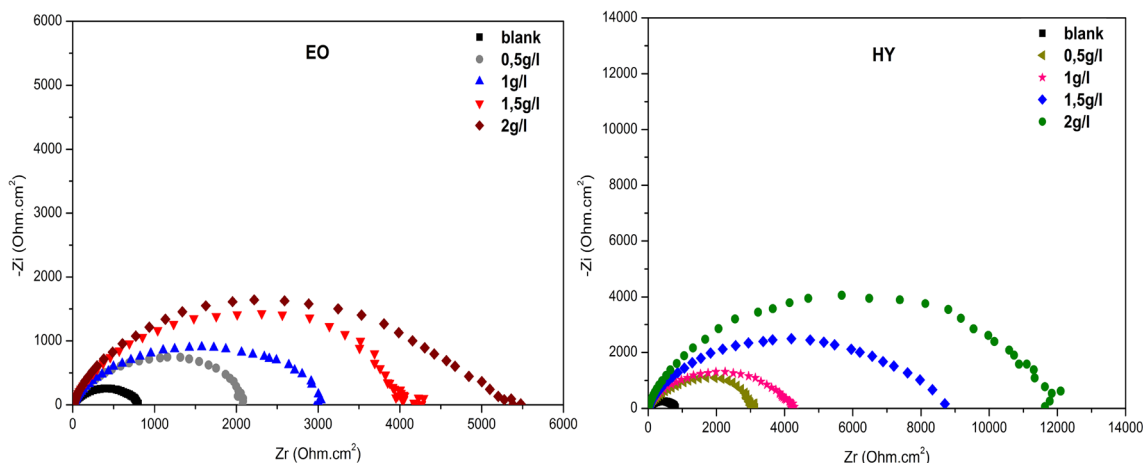 EO
blank
0,5g/l
1g/l
1,5g/l
2g/l
6000
5000
4000
3000
2000
1000
0
-Zi (Ohm.cm²)
0 1000 2000 3000 4000 5000 6000
Zr (Ohm.cm²)
HY
blank
0,5g/l
1g/l
1,5g/l
2g/l
14000
12000
10000
8000
6000
4000
2000
0
-Zi (Ohm.cm²)
0 2000 4000 6000 8000 10000 12000 14000
Zr (Ohm.cm²)